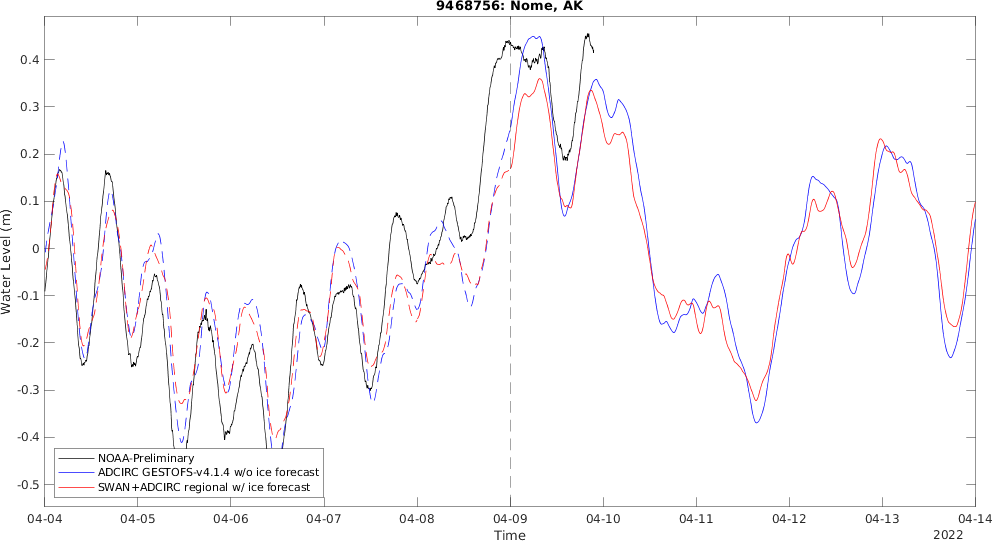 9468756: Nome, AK
Water Level (m)
0.4
0.3
0.2
0.1
0
-0.1
-0.2
-0.3
-0.4
-0.5
NOAA-Preliminary
ADCIRC GESTOFS-v4.1.4 w/o ice forecast
SWAN+ADCIRC regional w/ ice forecast
04-04 04-05 04-06 04-07 04-08 04-09 04-10 04-11 04-12 04-13 04-14
Time
2022